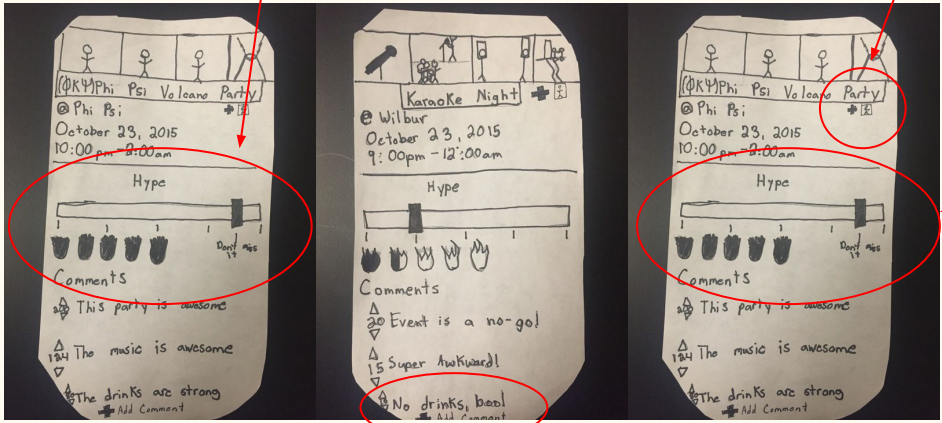 (ΦKΨ) Phi Psi Volcano Party
@ Phi Psi
October 23, 2015
10:00pm-2:00am
Hype
Don't miss it
Comments
This party is awesome
124 The music is awesome
The drinks are strong
Add Comment
Karaoke Night
@ Wilbur
October 23, 2015
9:00pm-12:00am
Hype
Comments
20 Event is a no-go!
15 Super Awkward!
No drinks, boo!
Add Comment
(ΦKΨ) Phi Psi Volcano Party
@ Phi Psi
October 23, 2015
10:00pm-2:00am
Hype
Don't miss it
Comments
This party is awesome
124 The music is awesome
The drinks are strong
Add Comment